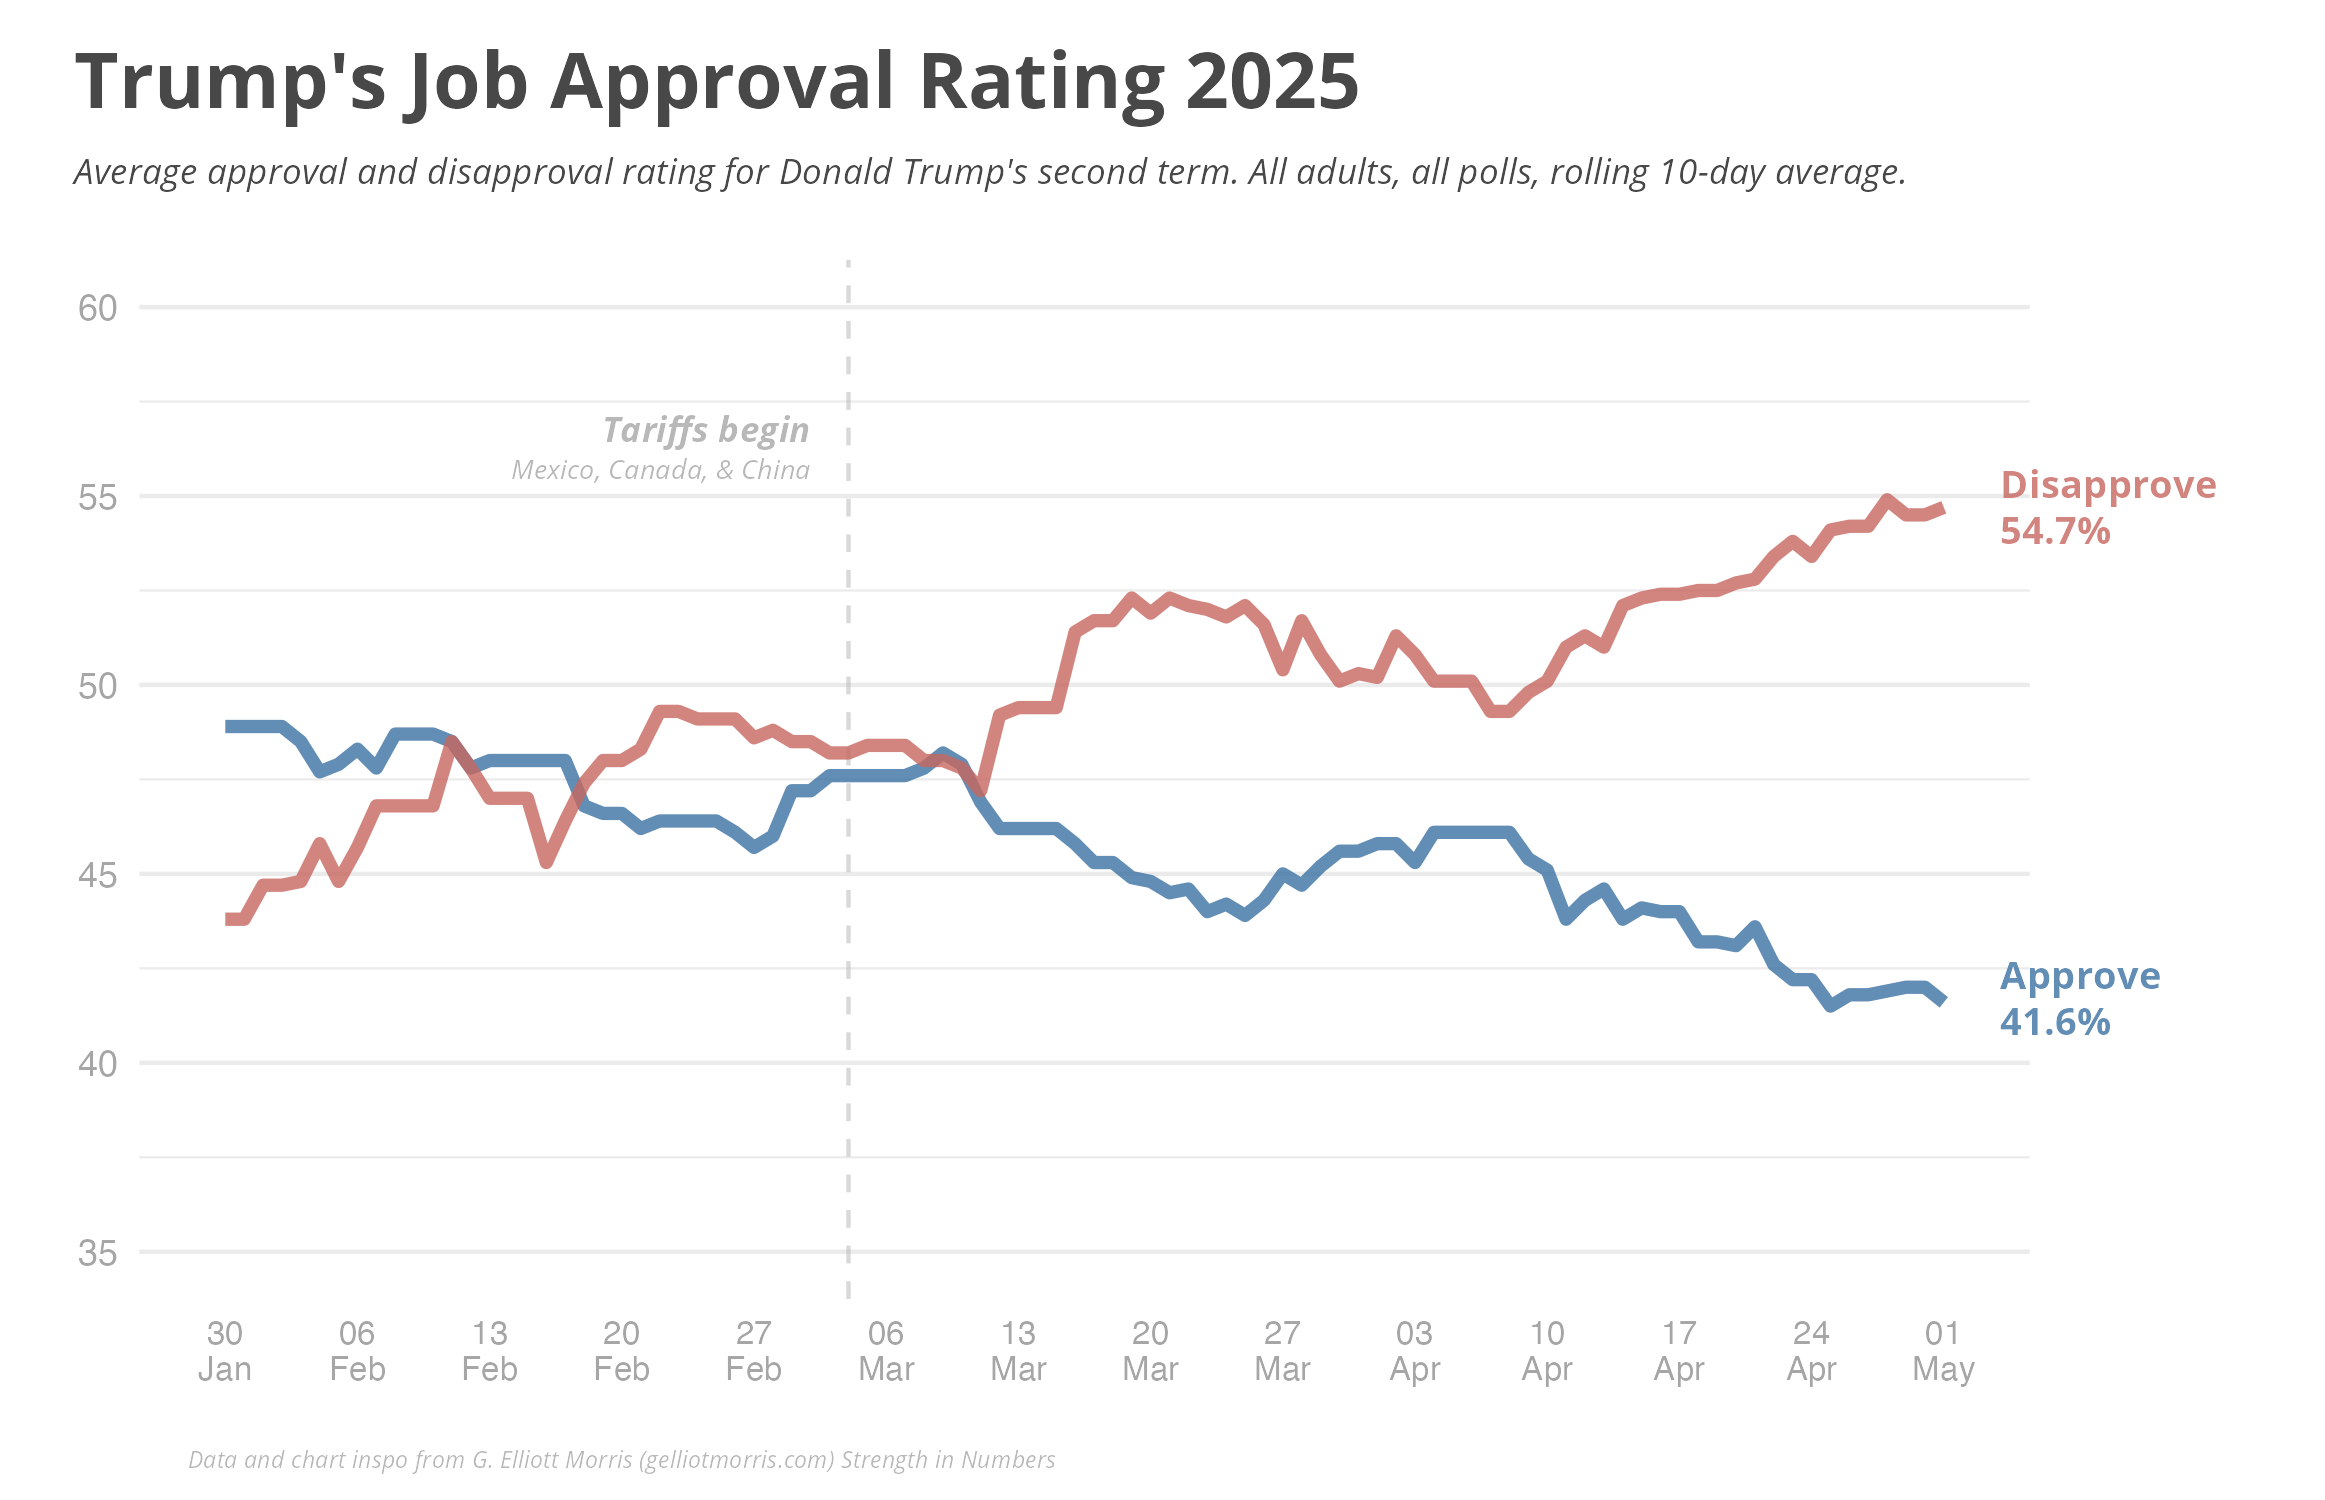 Trump's Job Approval Rating 2025
Average approval and disapproval rating for Donald Trump's second term. All adults, all polls, rolling 10-day average.
60
Tariffs begin
Mexico, Canada, & China
55
Disapprove
54.7%
50
45
Approve
41.6%
40
35
30 06 13 20 27 06 13 20 27 03 10 17 24 01
Jan Feb Feb Feb Feb Mar Mar Mar Mar Apr Apr Apr Apr May
Data and chart inspo from G. Elliott Morris (gelliotmorris.com) Strength in Numbers